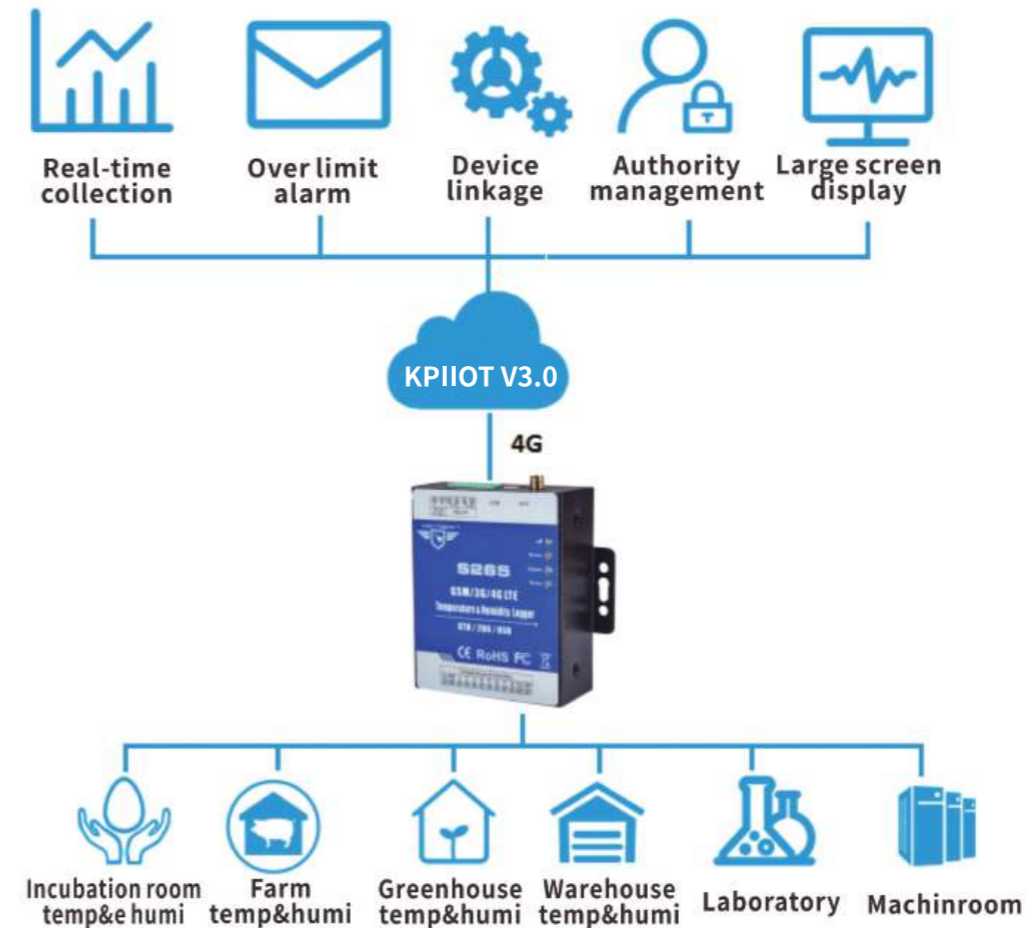 Real-time
collection
Over limit
alarm
Device
linkage
Authority
management
Large screen
display
KPIIOT V3.0
4G
S265
GSM/3G/4G LTE
Temperature & Humidity Logger
CE RoHS FC
Incubation room
temp&e humi
Farm
temp&humi
Greenhouse
temp&humi
Warehouse
temp&humi
Laboratory
Machinroom